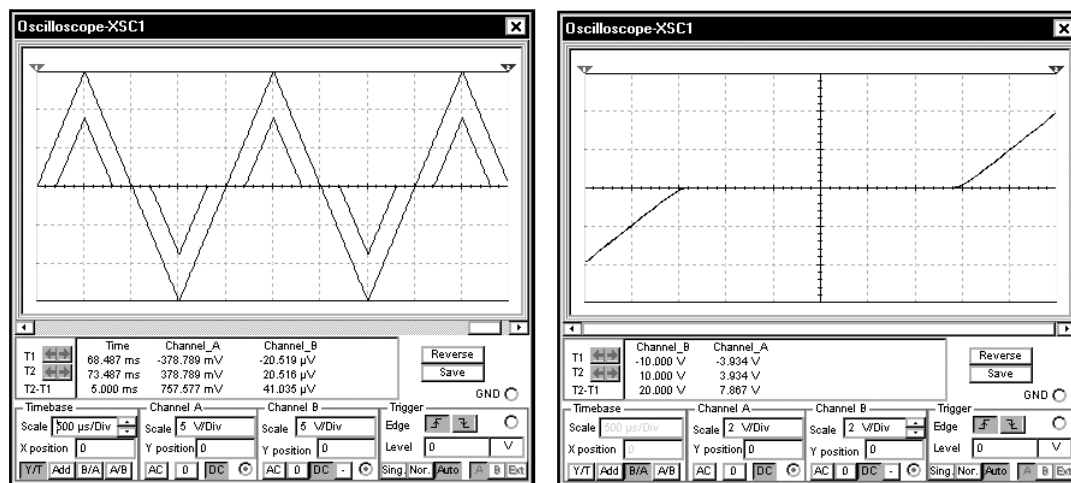 Oscilloscope-XSC1
1 2
Time Channel_A Channel_B
T1 68.487 ms -378.789 mV -20.519 µV
T2 73.487 ms 378.789 mV 20.516 µV
T2-T1 5.000 ms 757.577 mV 41.035 µV
Reverse
Save
GND
Timebase Channel A Channel B Trigger
Scale 500 µs/Div Scale 5 V/Div Scale 5 V/Div Edge
X position 0 Y position 0 Y position 0 Level 0 V
Y/T Add B/A A/B AC 0 DC AC 0 DC - Sing. Nor. Auto A B Ext
Oscilloscope-XSC1
1 2
Channel_B Channel_A
T1 -10.000 V -3.934 V
T2 10.000 V 3.934 V
T2-T1 20.000 V 7.867 V
Reverse
Save
GND
Timebase Channel A Channel B Trigger
Scale 500 µs/Div Scale 2 V/Div Scale 2 V/Div Edge
X position 0 Y position 0 Y position 0 Level 0 V
Y/T Add B/A A/B AC 0 DC AC 0 DC - Sing. Nor. Auto A B Ext